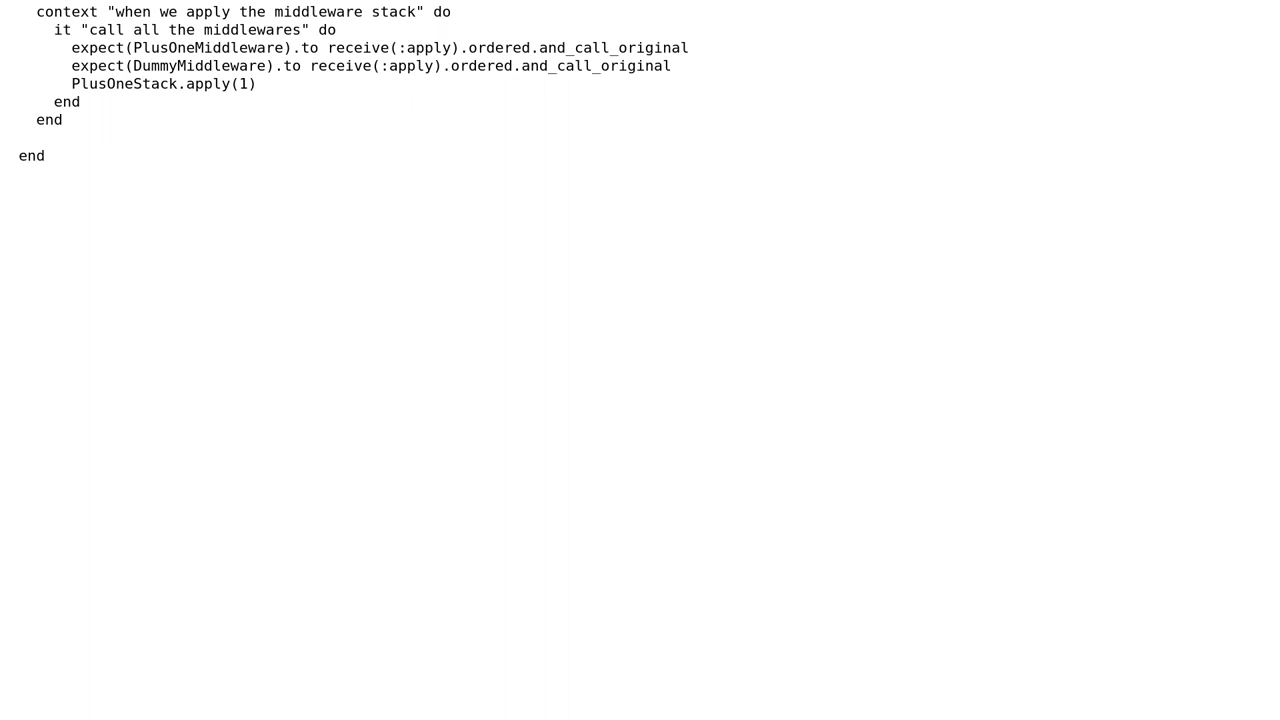 context "when we apply the middleware stack" do
    it "call all the middlewares" do
      expect(PlusOneMiddleware).to receive(:apply).ordered.and_call_original
      expect(DummyMiddleware).to receive(:apply).ordered.and_call_original
      PlusOneStack.apply(1)
    end
  end

end